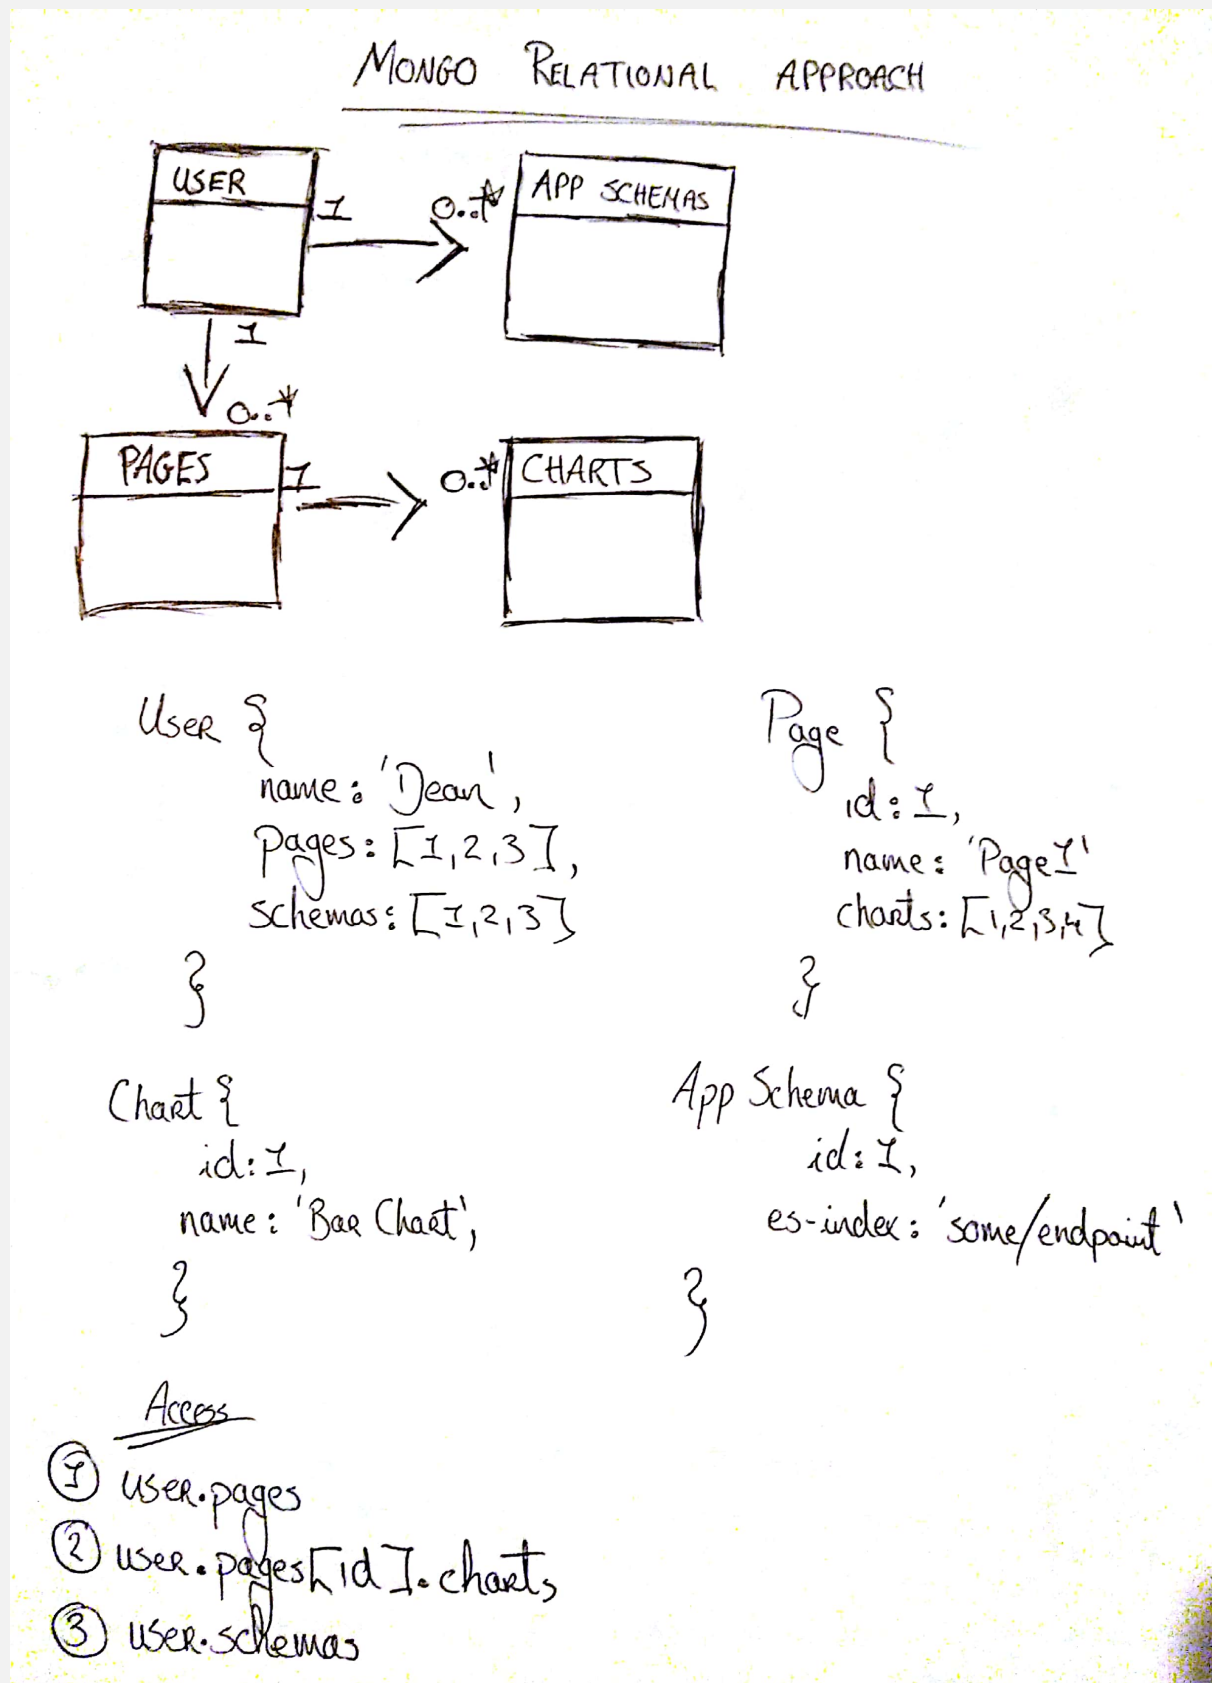 MONGO RELATIONAL APPROACH
USER
1
0..*
APP SCHEMAS
1
0..*
PAGES
1
0..*
CHARTS
User {
name: 'Dean',
pages: [1,2,3],
schemas: [1,2,3]
}
Page {
id: 1,
name: 'Page1'
charts: [1,2,3,4]
}
Chart {
id: 1,
name: 'Bar Chart',
}
App Schema {
id: 1,
es-index: 'some/endpoint'
}
Access
1 user.pages
2 user.pages[id].charts
3 user.schemas